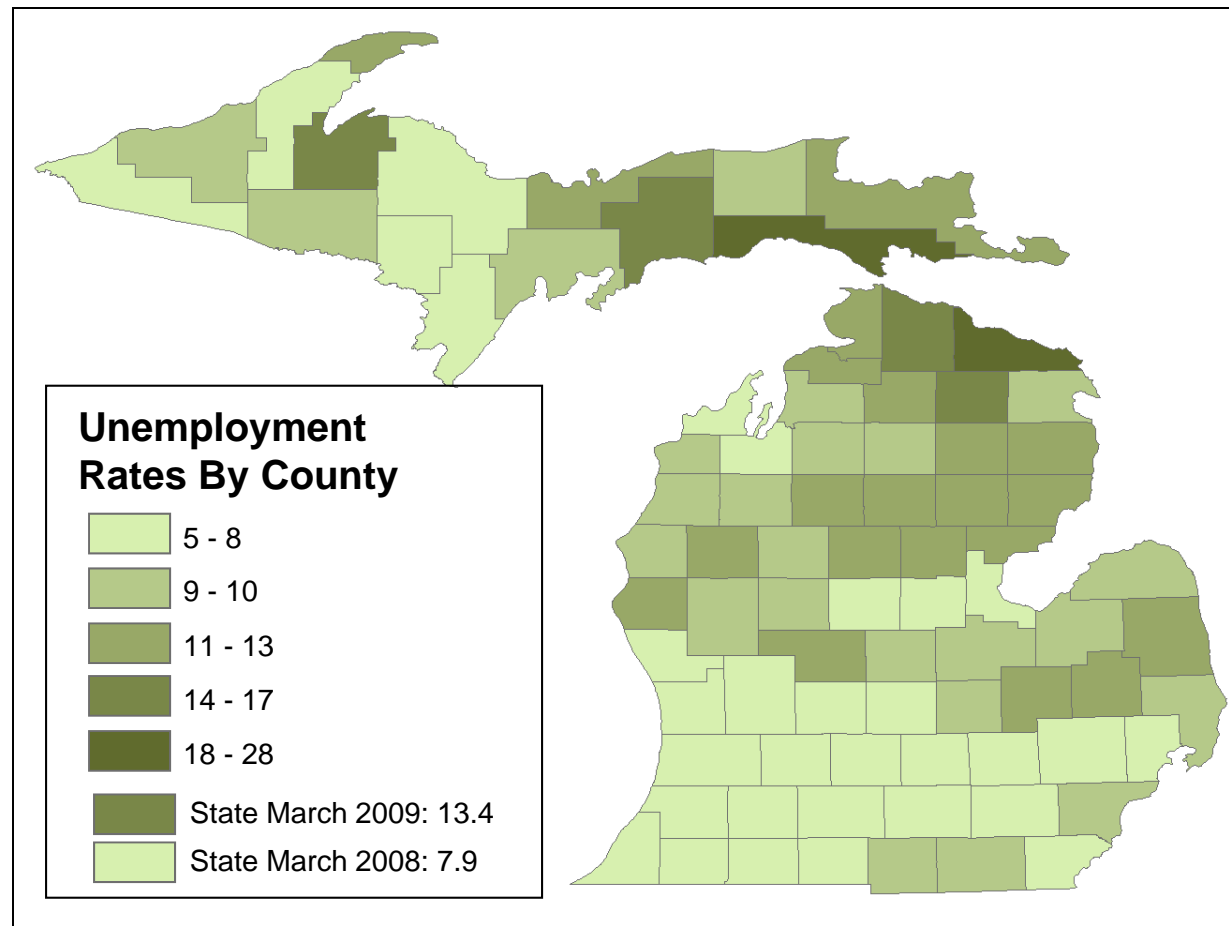 Unemployment
Rates By County
5 - 8
9 - 10
11 - 13
14 - 17
18 - 28
State March 2009: 13.4
State March 2008: 7.9